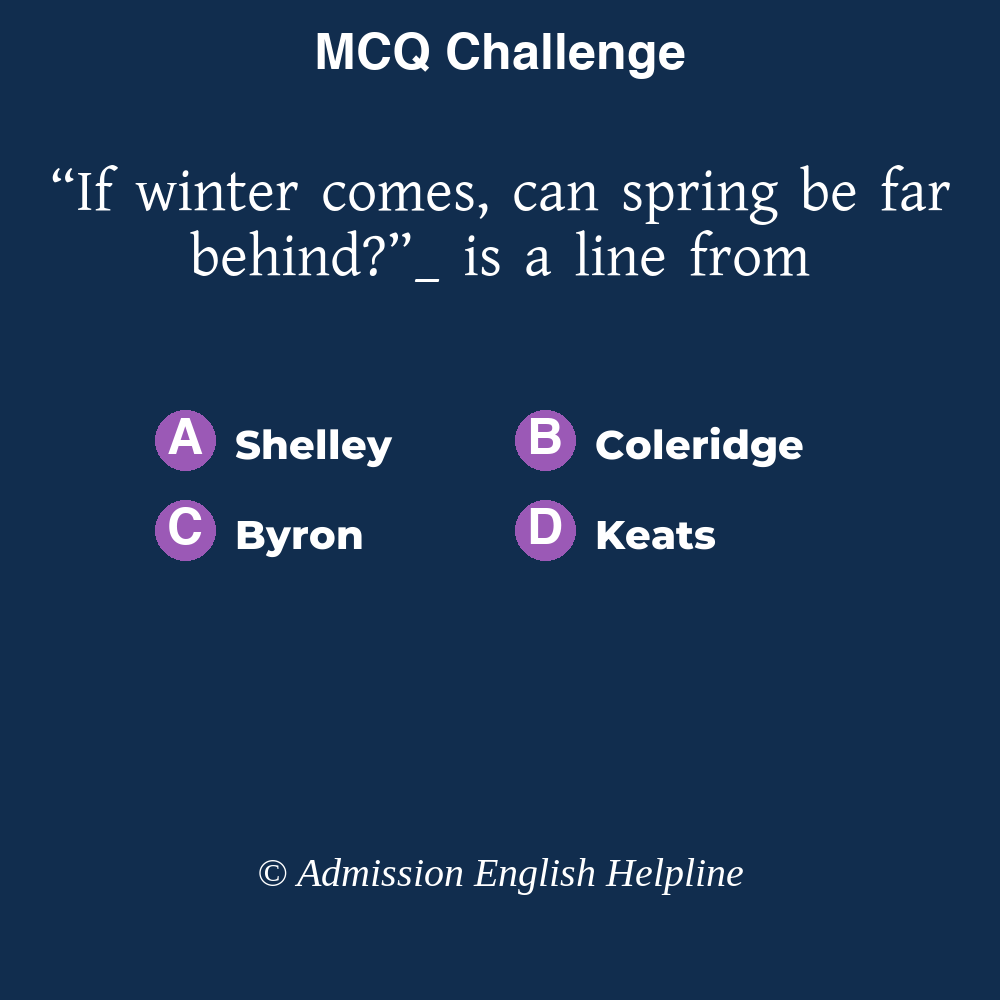 MCQ Challenge
“If winter comes, can spring be far
behind?”_ is a line from
A Shelley
B Coleridge
C Byron
D Keats
© Admission English Helpline